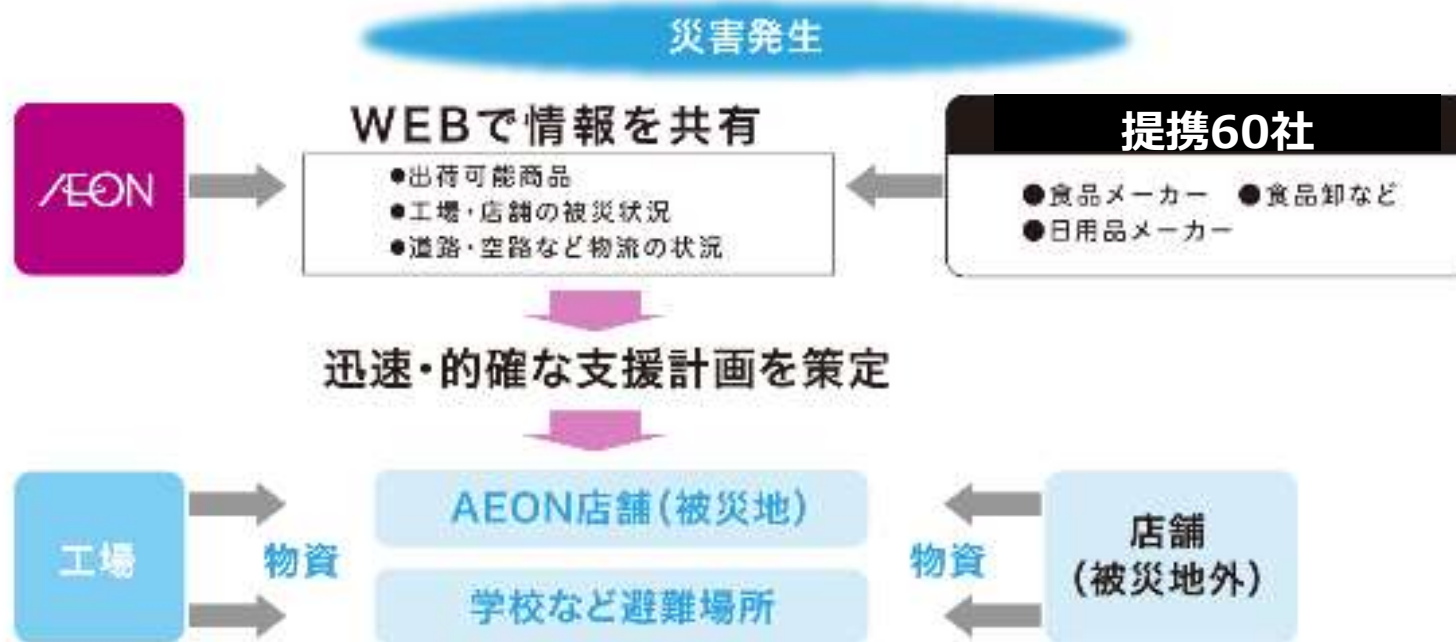 災害発生
AEON
WEBで情報を共有
●出荷可能商品
●工場・店舗の被災状況
●道路・空路など物流の状況
提携60社
●食品メーカー ●食品卸など
●日用品メーカー
迅速・的確な支援計画を策定
工場
物資
AEON店舗(被災地)
学校など避難場所
物資
店舗
(被災地外)